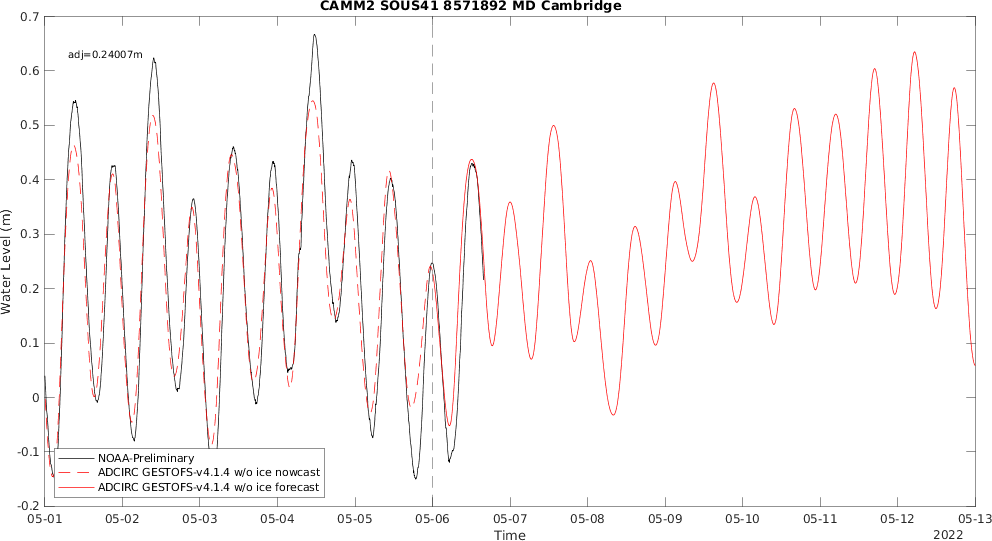 CAMM2 SOUS41 8571892 MD Cambridge
0.7
adj=0.24007m
0.6
0.5
0.4
0.3
0.2
0.1
0
-0.1
-0.2
Water Level (m)
NOAA-Preliminary
ADCIRC GESTOFS-v4.1.4 w/o ice nowcast
ADCIRC GESTOFS-v4.1.4 w/o ice forecast
05-01 05-02 05-03 05-04 05-05 05-06 05-07 05-08 05-09 05-10 05-11 05-12 05-13
Time
2022